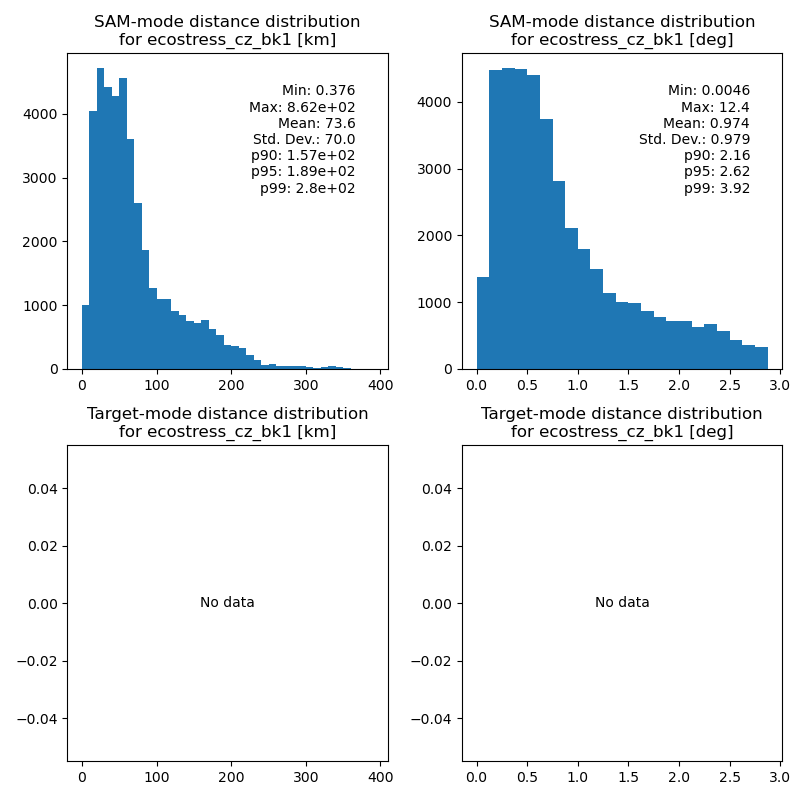 SAM-mode distance distribution
for ecostress_cz_bk1 [km]
Min: 0.376
Max: 8.62e+02
Mean: 73.6
Std. Dev.: 70.0
p90: 1.57e+02
p95: 1.89e+02
p99: 2.8e+02
4000
3000
2000
1000
0
0 100 200 300 400
SAM-mode distance distribution
for ecostress_cz_bk1 [deg]
Min: 0.0046
Max: 12.4
Mean: 0.974
Std. Dev.: 0.979
p90: 2.16
p95: 2.62
p99: 3.92
4000
3000
2000
1000
0
0.0 0.5 1.0 1.5 2.0 2.5 3.0
Target-mode distance distribution
for ecostress_cz_bk1 [km]
0.04
0.02
0.00
−0.02
−0.04
No data
0 100 200 300 400
Target-mode distance distribution
for ecostress_cz_bk1 [deg]
0.04
0.02
0.00
−0.02
−0.04
No data
0.0 0.5 1.0 1.5 2.0 2.5 3.0